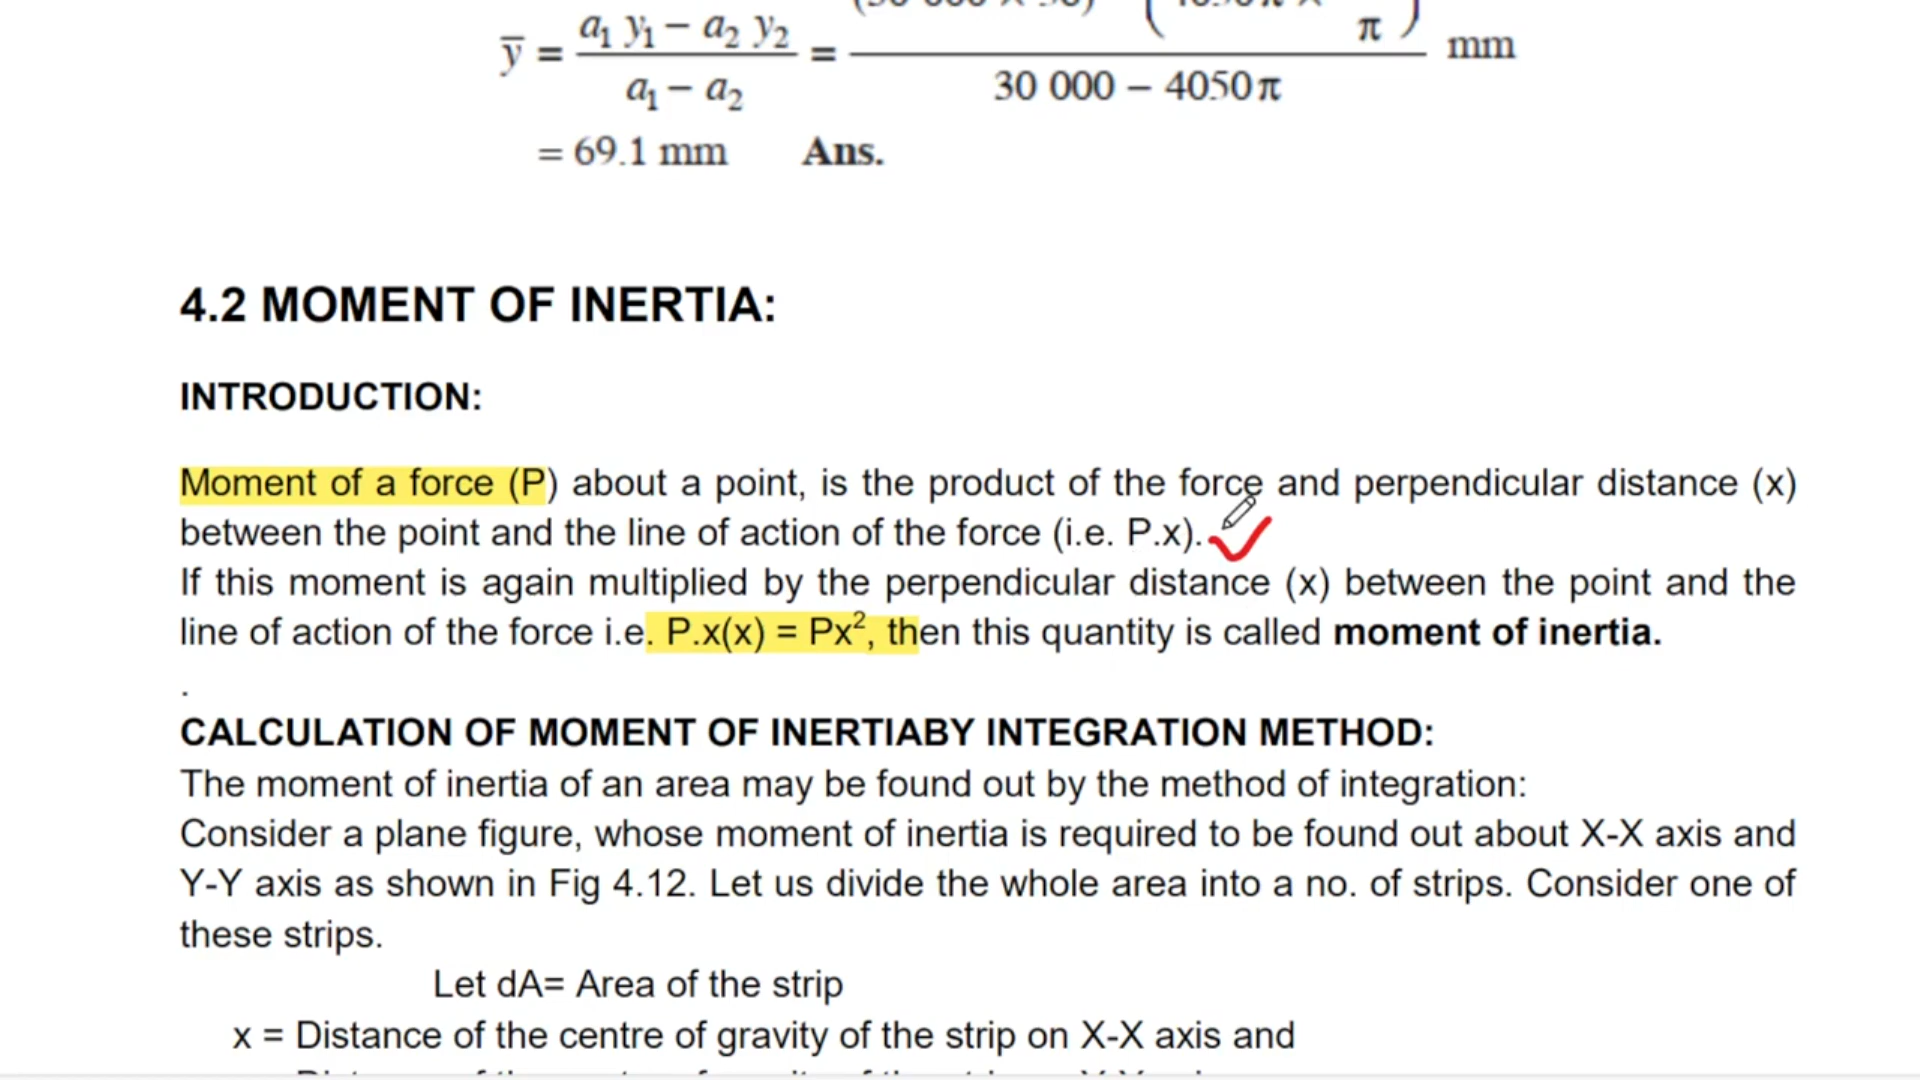 y̅ = a₁ y₁ – a₂ y₂ / a₁ – a₂ = π / 30 000 – 4050π mm
= 69.1 mm Ans.
4.2 MOMENT OF INERTIA:
INTRODUCTION:
Moment of a force (P) about a point, is the product of the force and perpendicular distance (x)
between the point and the line of action of the force (i.e. P.x).
If this moment is again multiplied by the perpendicular distance (x) between the point and the
line of action of the force i.e. P.x(x) = Px², then this quantity is called moment of inertia.
.
CALCULATION OF MOMENT OF INERTIABY INTEGRATION METHOD:
The moment of inertia of an area may be found out by the method of integration:
Consider a plane figure, whose moment of inertia is required to be found out about X-X axis and
Y-Y axis as shown in Fig 4.12. Let us divide the whole area into a no. of strips. Consider one of
these strips.
Let dA= Area of the strip
x = Distance of the centre of gravity of the strip on X-X axis and